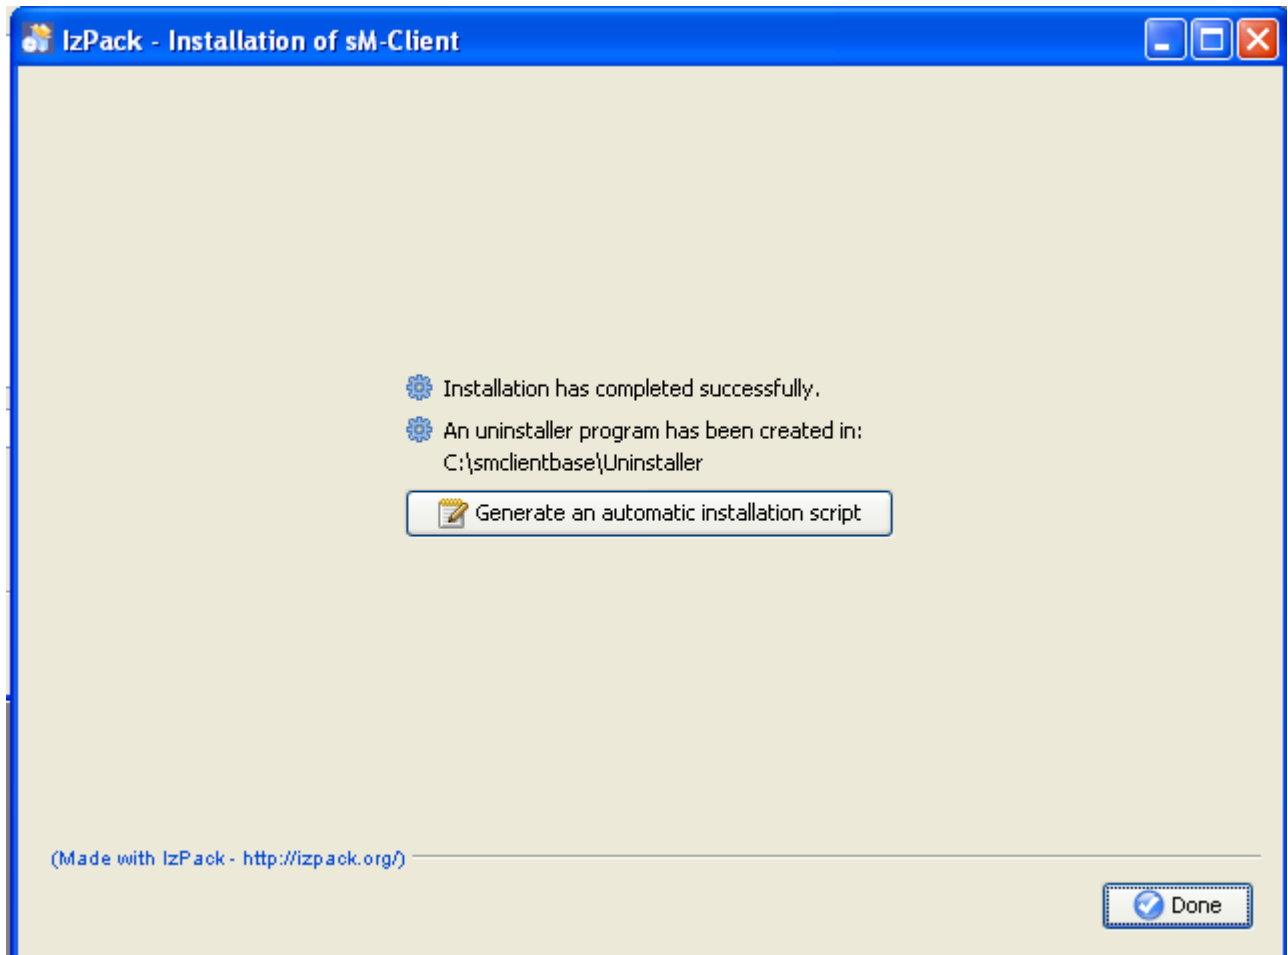 IzPack - Installation of sM-Client
Installation has completed successfully.
An uninstaller program has been created in:
C:\smclientbase\Uninstaller
Generate an automatic installation script
(Made with IzPack - http://izpack.org/)
Done